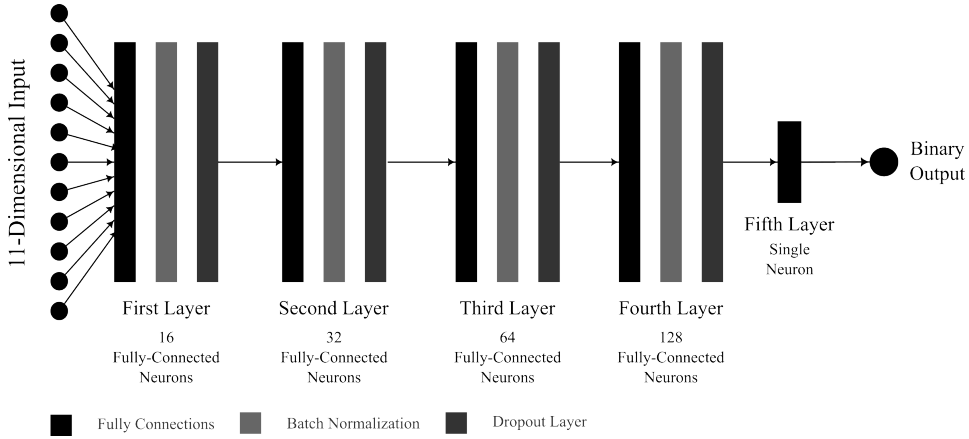 11-Dimensional Input
Binary
Output
Fifth Layer
Single
Neuron
First Layer
16
Fully-Connected
Neurons
Second Layer
32
Fully-Connected
Neurons
Third Layer
64
Fully-Connected
Neurons
Fourth Layer
128
Fully-Connected
Neurons
Fully Connections
Batch Normalization
Dropout Layer